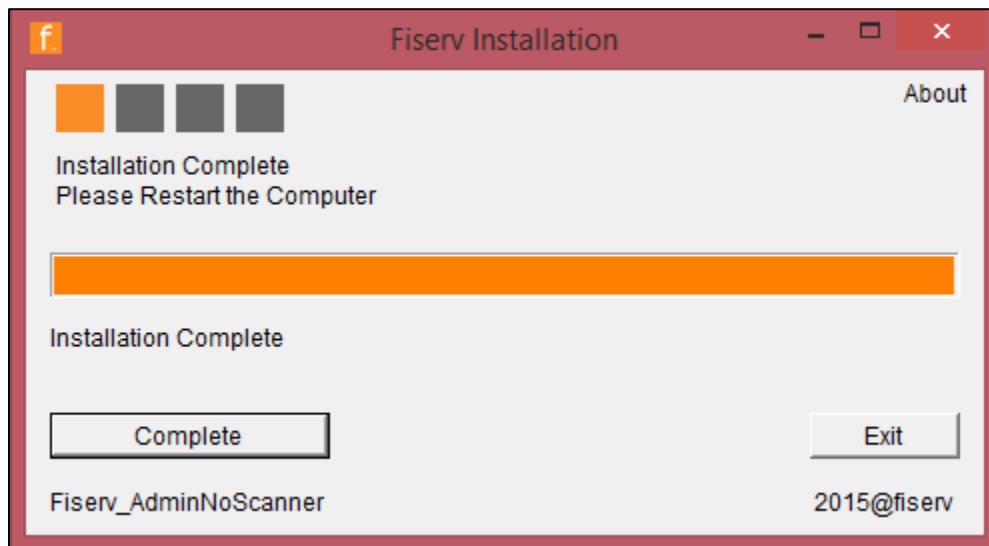 f.
Fiserv Installation
About
Installation Complete
Please Restart the Computer
Installation Complete
Complete
Exit
Fiserv_AdminNoScanner
2015@fiserv